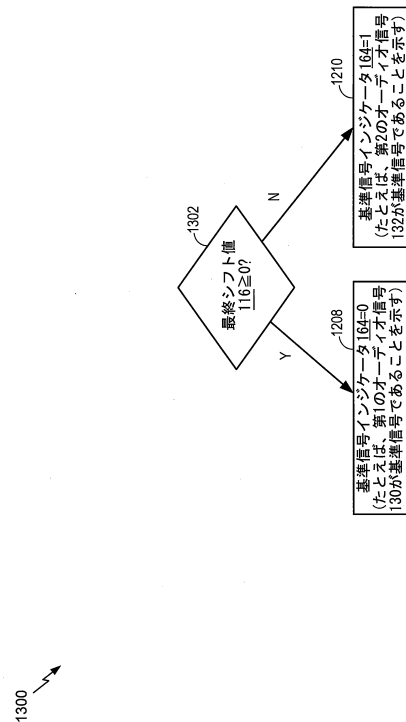 1300
1302
最終シフト値
116≧0?
Y
N
1208
基準信号インジケータ164=0
(たとえば、第1のオーディオ信号
130が基準信号であることを示す)
1210
基準信号インジケータ164=1
(たとえば、第2のオーディオ信号
132が基準信号であることを示す)